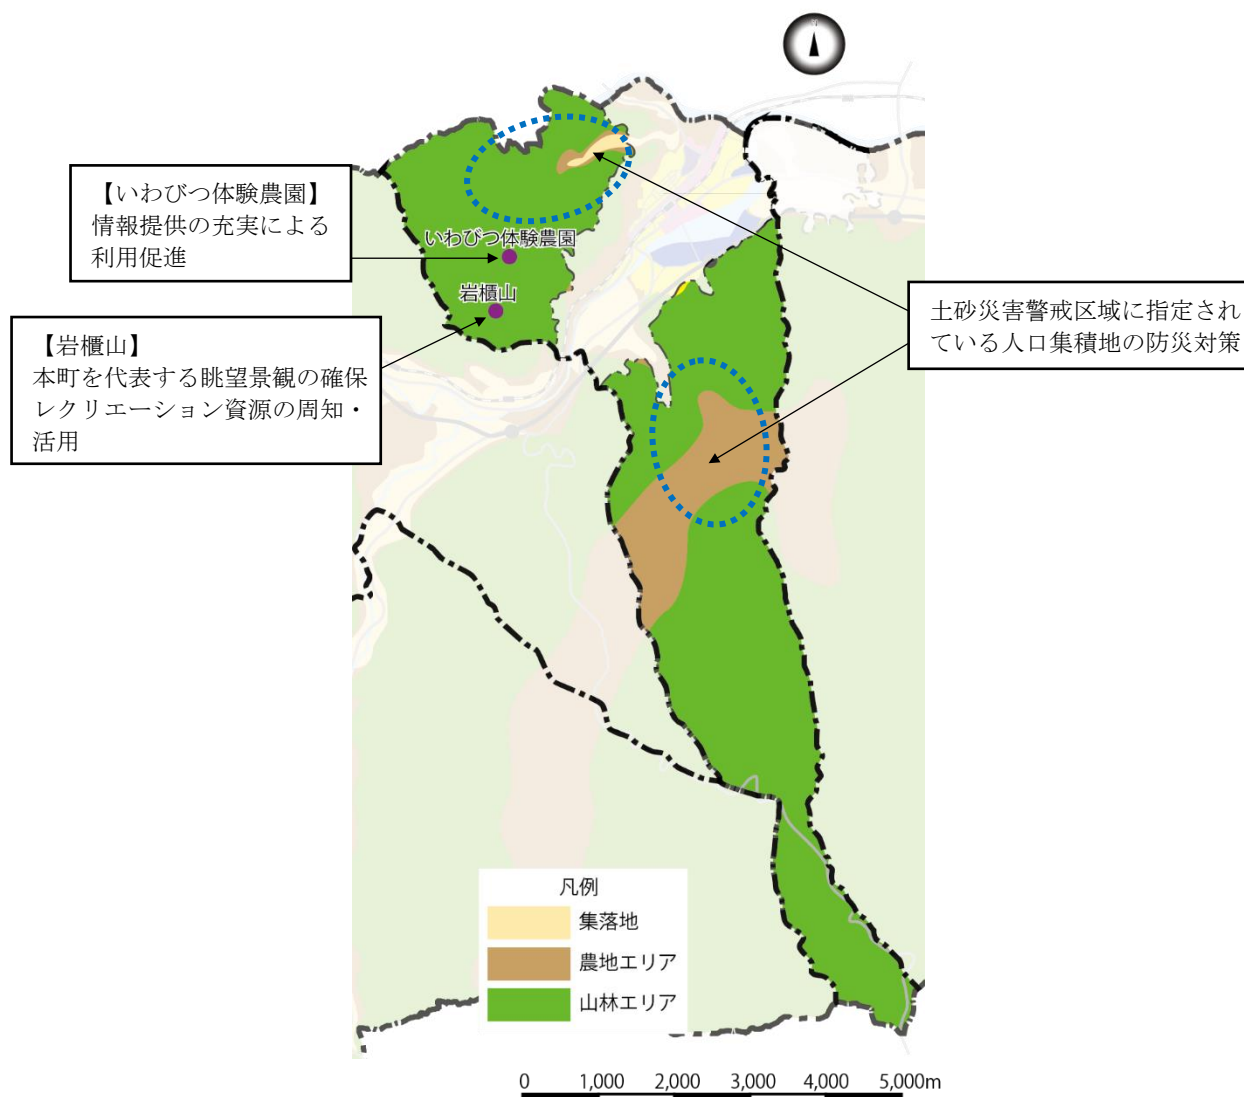 【いわびつ体験農園】
情報提供の充実による
利用促進
いわびつ体験農園
岩櫃山
【岩櫃山】
本町を代表する眺望景観の確保
レクリエーション資源の周知・
活用
土砂災害警戒区域に指定され
ている人口集積地の防災対策
凡例
集落地
農地エリア
山林エリア
0 1,000 2,000 3,000 4,000 5,000m